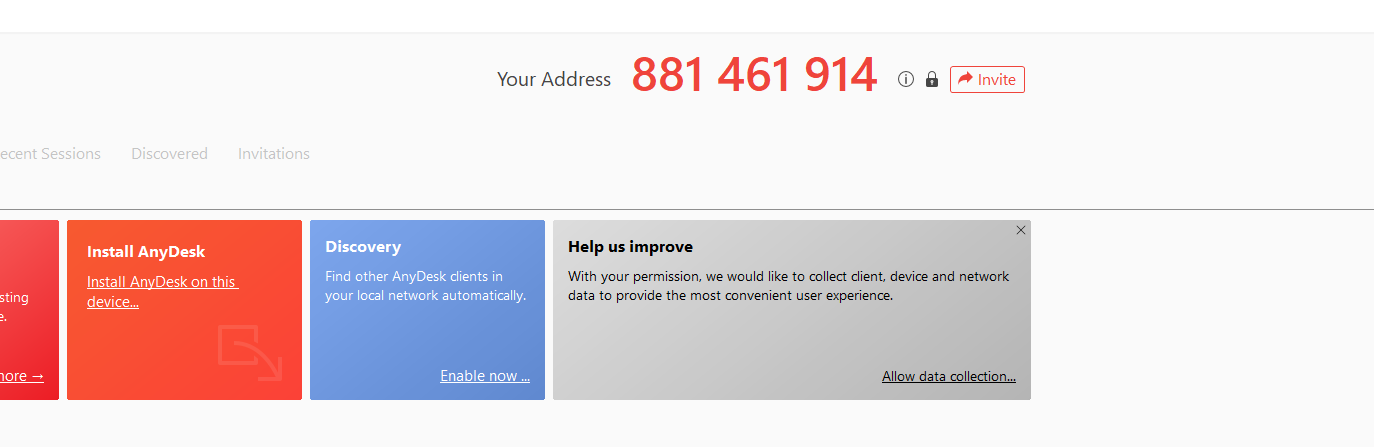 Your Address 881 461 914 Invite
ecent Sessions Discovered Invitations
sting
e.
more →
Install AnyDesk
Install AnyDesk on this
device...
Discovery
Find other AnyDesk clients in
your local network automatically.
Enable now ...
Help us improve
With your permission, we would like to collect client, device and network
data to provide the most convenient user experience.
Allow data collection...